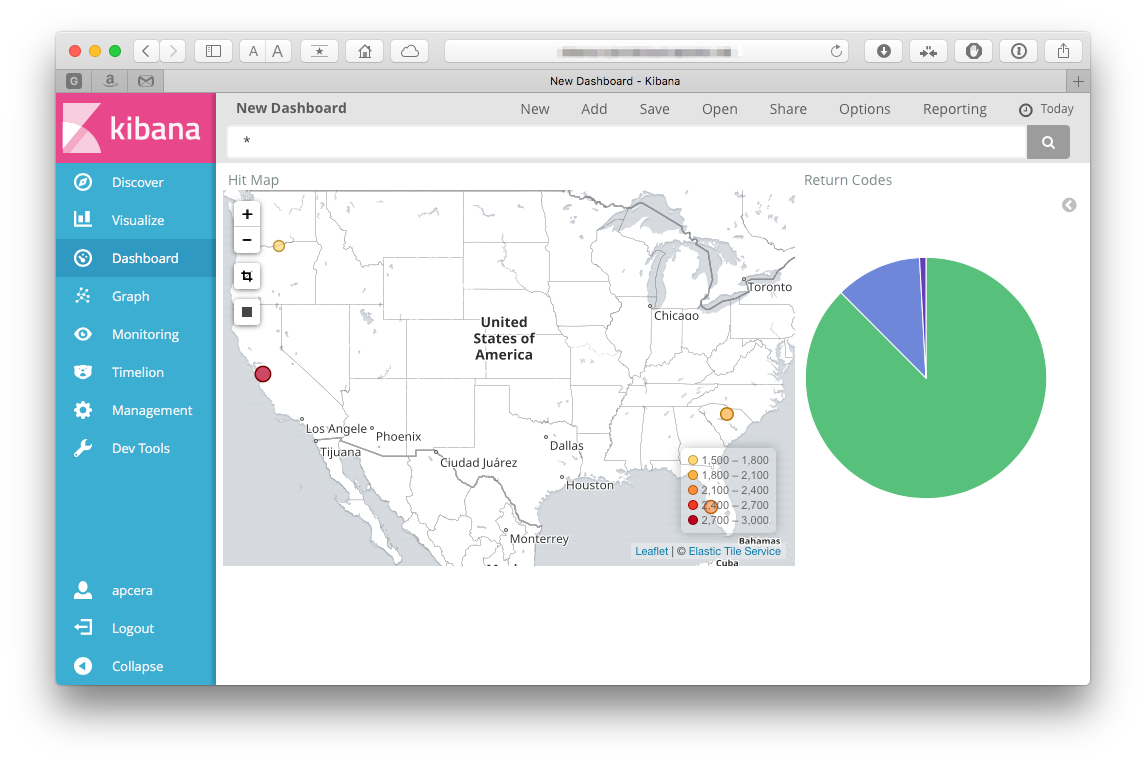 A A
G a
New Dashboard - Kibana
kibana
New Dashboard New Add Save Open Share Options Reporting Today
*
Discover
Visualize
Dashboard
Graph
Monitoring
Timelion
Management
Dev Tools
apcera
Logout
Collapse
Hit Map
+
−
Toronto
Chicago
United
States of
America
Los Angele
Phoenix
Tijuana
Ciudad Juárez
Dallas
Houston
Monterrey
1,500 – 1,800
1,800 – 2,100
2,100 – 2,400
2,400 – 2,700
2,700 – 3,000
Bahamas
Leaflet | © Elastic Tile Service
Cuba
Return Codes